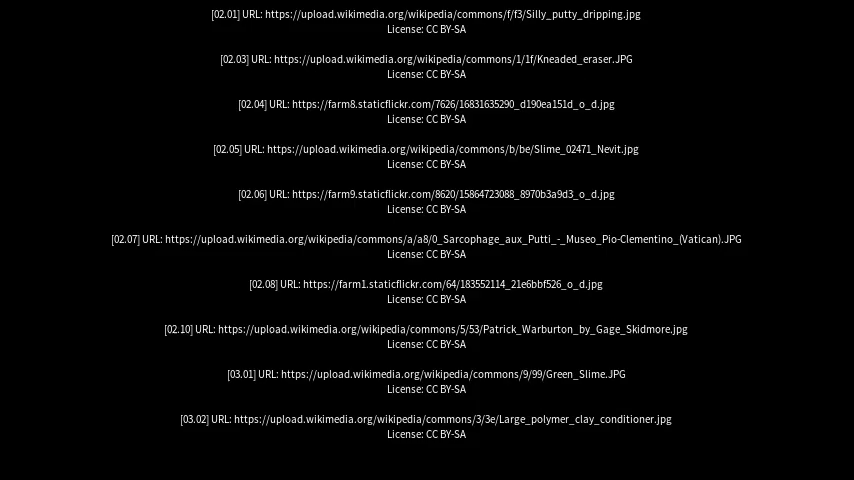 [02.01] URL: https://upload.wikimedia.org/wikipedia/commons/f/f3/Silly_putty_dripping.jpg
License: CC BY-SA
[02.03] URL: https://upload.wikimedia.org/wikipedia/commons/1/1f/Kneaded_eraser.JPG
License: CC BY-SA
[02.04] URL: https://farm8.staticflickr.com/7626/16831635290_d190ea151d_o_d.jpg
License: CC BY-SA
[02.05] URL: https://upload.wikimedia.org/wikipedia/commons/b/be/Slime_02471_Nevit.jpg
License: CC BY-SA
[02.06] URL: https://farm9.staticflickr.com/8620/15864723088_8970b3a9d3_o_d.jpg
License: CC BY-SA
[02.07] URL: https://upload.wikimedia.org/wikipedia/commons/a/a8/0_Sarcophage_aux_Putti_-_Museo_Pio-Clementino_(Vatican).JPG
License: CC BY-SA
[02.08] URL: https://farm1.staticflickr.com/64/183552114_21e6bbf526_o_d.jpg
License: CC BY-SA
[02.10] URL: https://upload.wikimedia.org/wikipedia/commons/5/53/Patrick_Warburton_by_Gage_Skidmore.jpg
License: CC BY-SA
[03.01] URL: https://upload.wikimedia.org/wikipedia/commons/9/99/Green_Slime.JPG
License: CC BY-SA
[03.02] URL: https://upload.wikimedia.org/wikipedia/commons/3/3e/Large_polymer_clay_conditioner.jpg
License: CC BY-SA